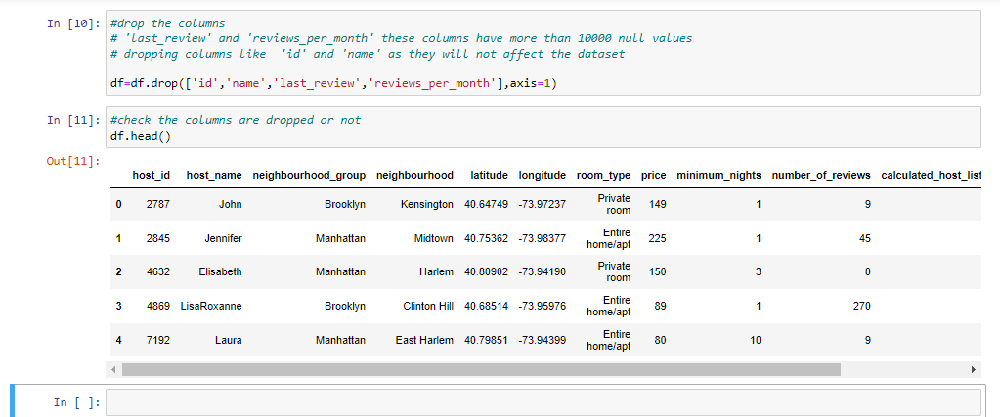 In [10]: #drop the columns
# 'last_review' and 'reviews_per_month' these columns have more than 10000 null values
# dropping columns like  'id' and 'name' as they will not affect the dataset
df=df.drop(['id','name','last_review','reviews_per_month'],axis=1)
In [11]: #check the columns are dropped or not
df.head()
Out[11]:
host_id host_name neighbourhood_group neighbourhood latitude longitude room_type price minimum_nights number_of_reviews calculated_host_list
0 2787 John Brooklyn Kensington 40.64749 -73.97237 Private room 149 1 9
1 2845 Jennifer Manhattan Midtown 40.75362 -73.98377 Entire home/apt 225 1 45
2 4632 Elisabeth Manhattan Harlem 40.80902 -73.94190 Private room 150 3 0
3 4869 LisaRoxanne Brooklyn Clinton Hill 40.68514 -73.95976 Entire home/apt 89 1 270
4 7192 Laura Manhattan East Harlem 40.79851 -73.94399 Entire home/apt 80 10 9
In [ ]: